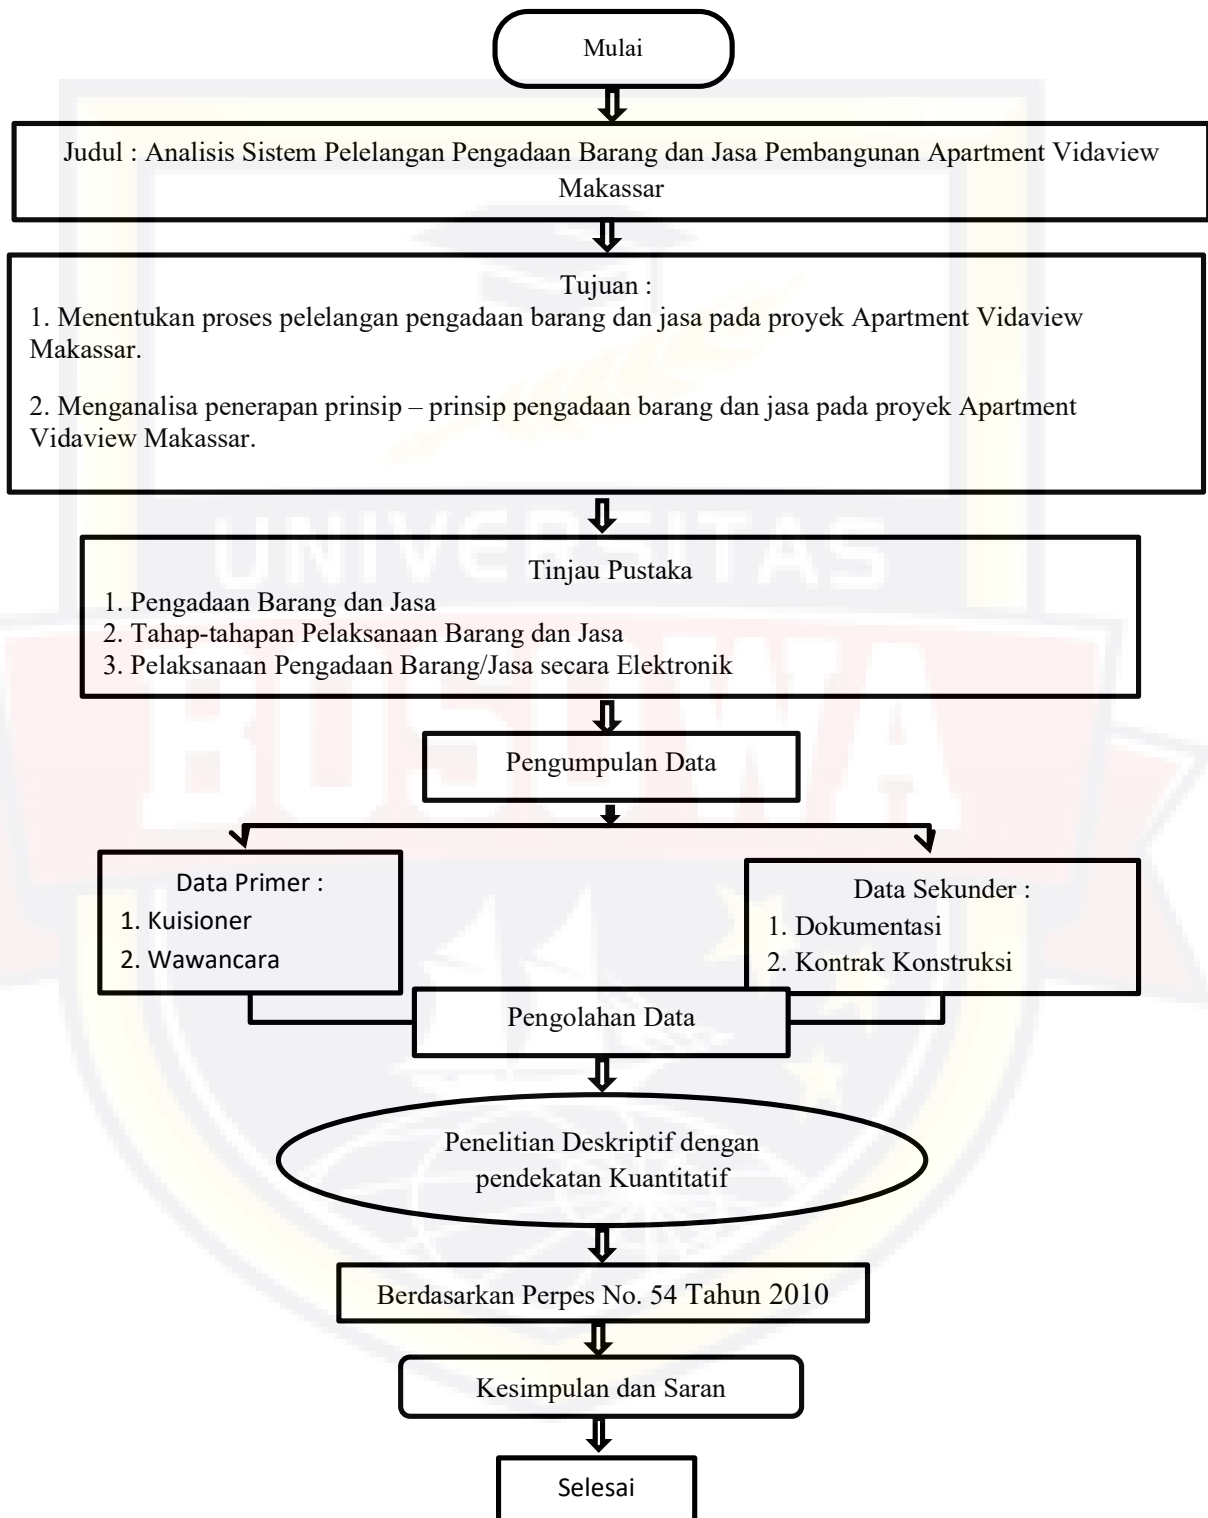 Mulai
Judul : Analisis Sistem Pelelangan Pengadaan Barang dan Jasa Pembangunan Apartment Vidaview
Makassar
Tujuan :
1. Menentukan proses pelelangan pengadaan barang dan jasa pada proyek Apartment Vidaview
Makassar.
2. Menganalisa penerapan prinsip – prinsip pengadaan barang dan jasa pada proyek Apartment
Vidaview Makassar.
UNIVERSITAS
Tinjau Pustaka
1. Pengadaan Barang dan Jasa
2. Tahap-tahapan Pelaksanaan Barang dan Jasa
3. Pelaksanaan Pengadaan Barang/Jasa secara Elektronik
BOSOWA
Pengumpulan Data
Data Primer :
1. Kuisioner
2. Wawancara
Data Sekunder :
1. Dokumentasi
2. Kontrak Konstruksi
Pengolahan Data
Penelitian Deskriptif dengan
pendekatan Kuantitatif
Berdasarkan Perpes No. 54 Tahun 2010
Kesimpulan dan Saran
Selesai